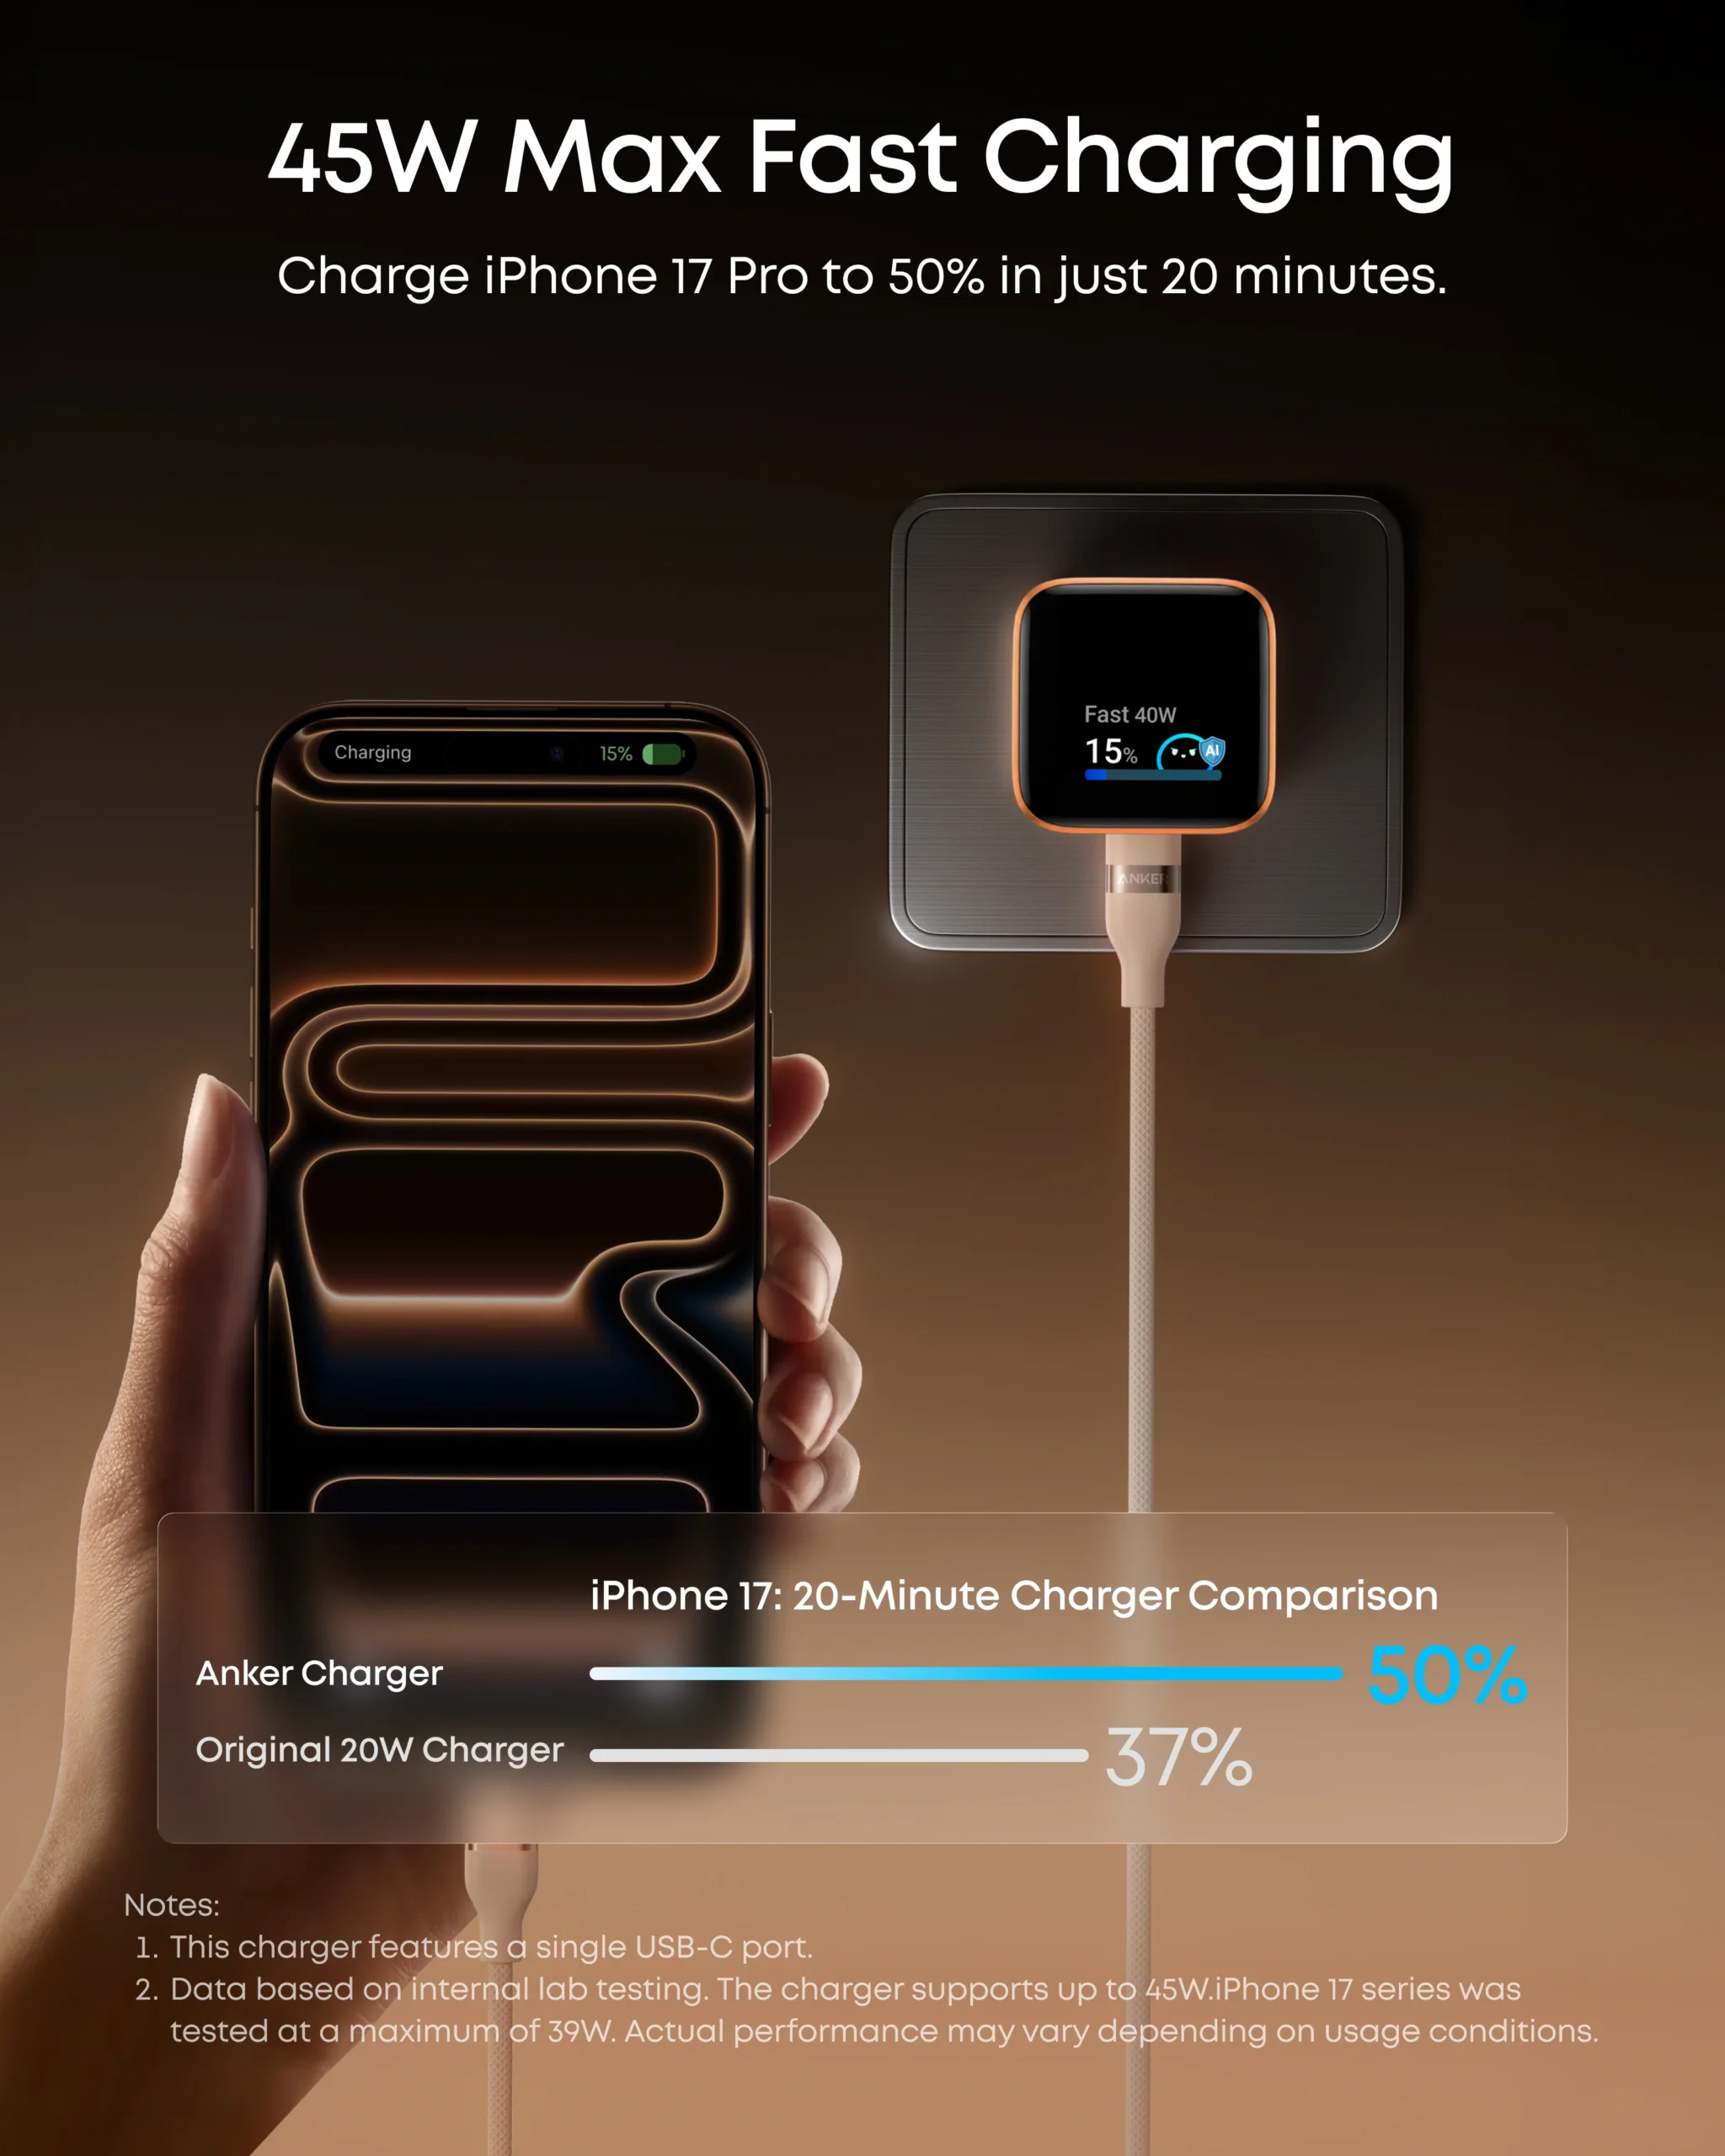 45W Max Fast Charging
Charge iPhone 17 Pro to 50% in just 20 minutes.
Fast 40W
15%
AI
Charging
15%
ANKER
iPhone 17: 20-Minute Charger Comparison
Anker Charger
50%
Original 20W Charger
37%
Notes:
1. This charger features a single USB-C port.
2. Data based on internal lab testing. The charger supports up to 45W.iPhone 17 series was
tested at a maximum of 39W. Actual performance may vary depending on usage conditions.